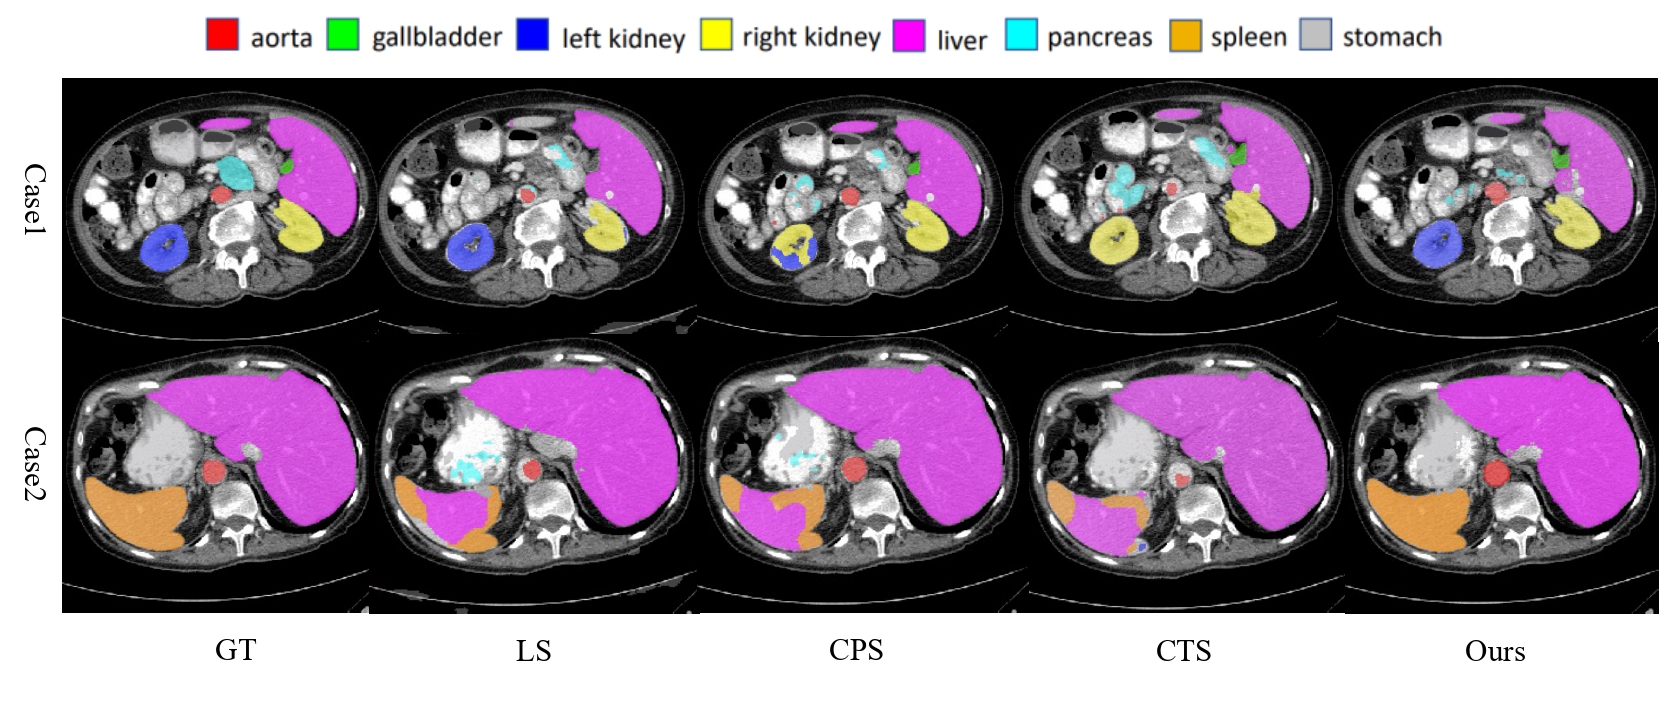 aorta gallbladder left kidney right kidney liver pancreas spleen stomach
Case1
Case2
GT LS CPS CTS Ours